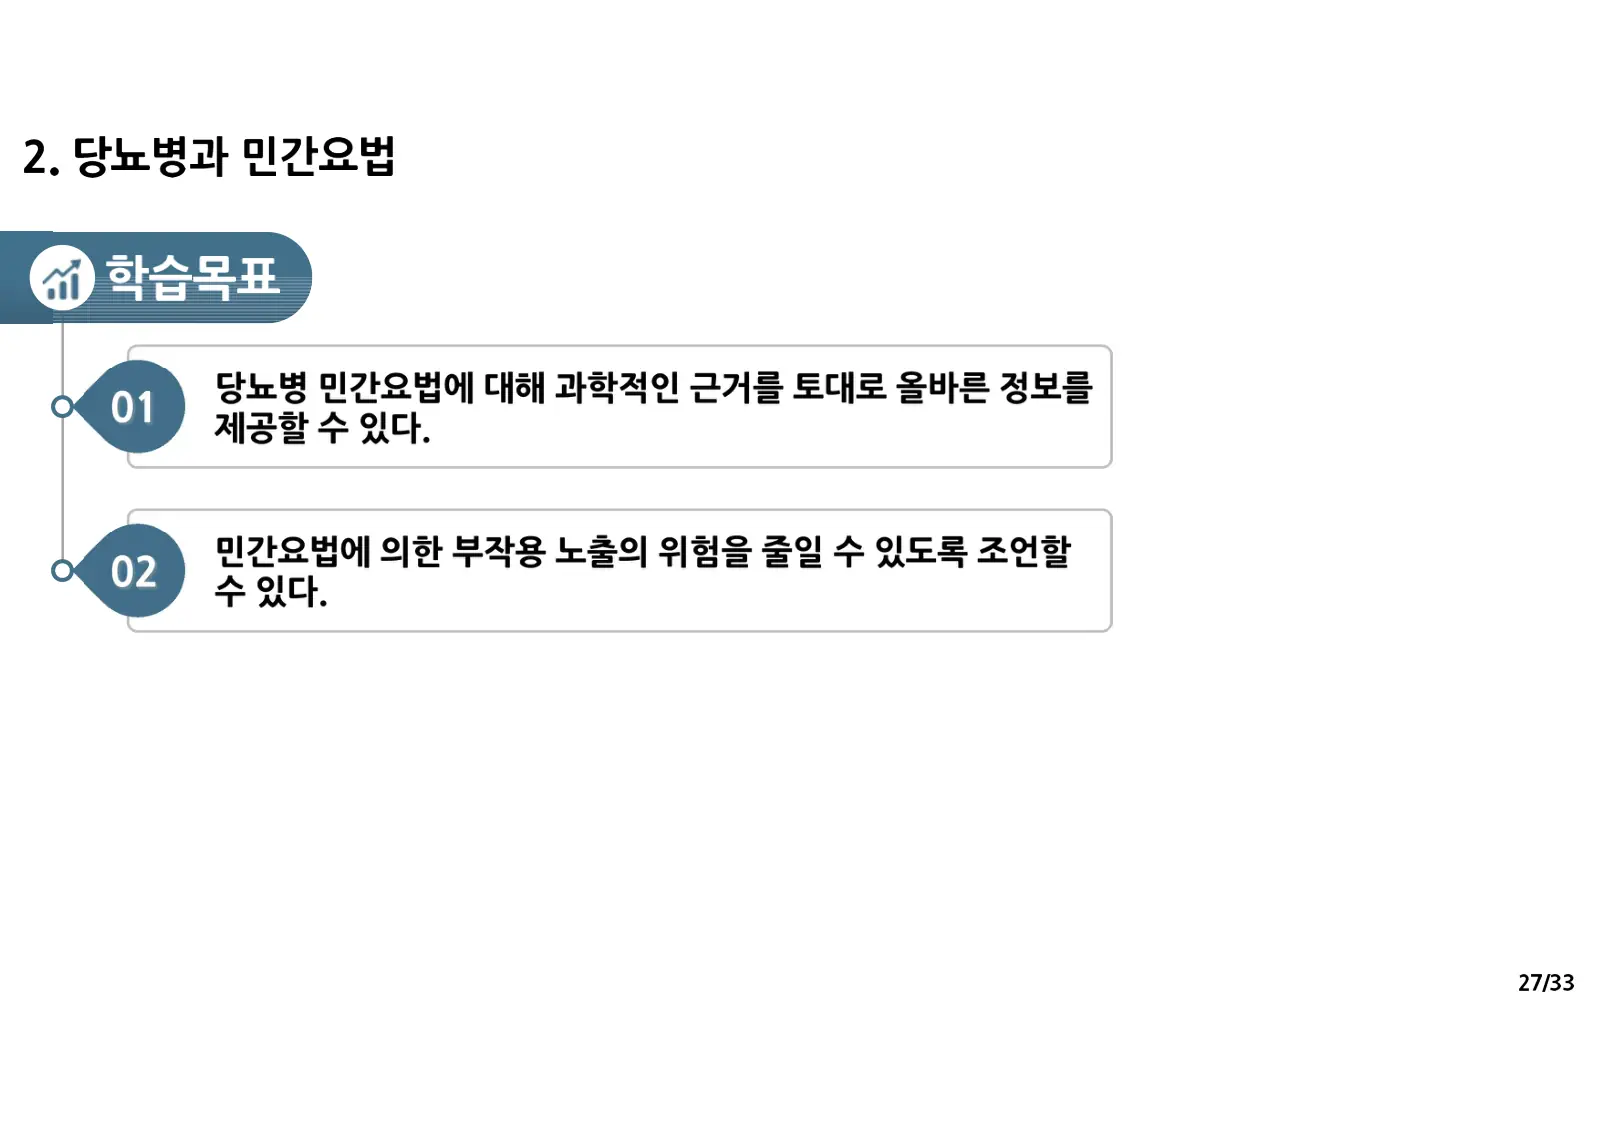 2. 당뇨병과 민간요법
학습목표
01
당뇨병 민간요법에 대해 과학적인 근거를 토대로 올바른 정보를
제공할 수 있다.
02
민간요법에 의한 부작용 노출의 위험을 줄일 수 있도록 조언할
수 있다.
27/33